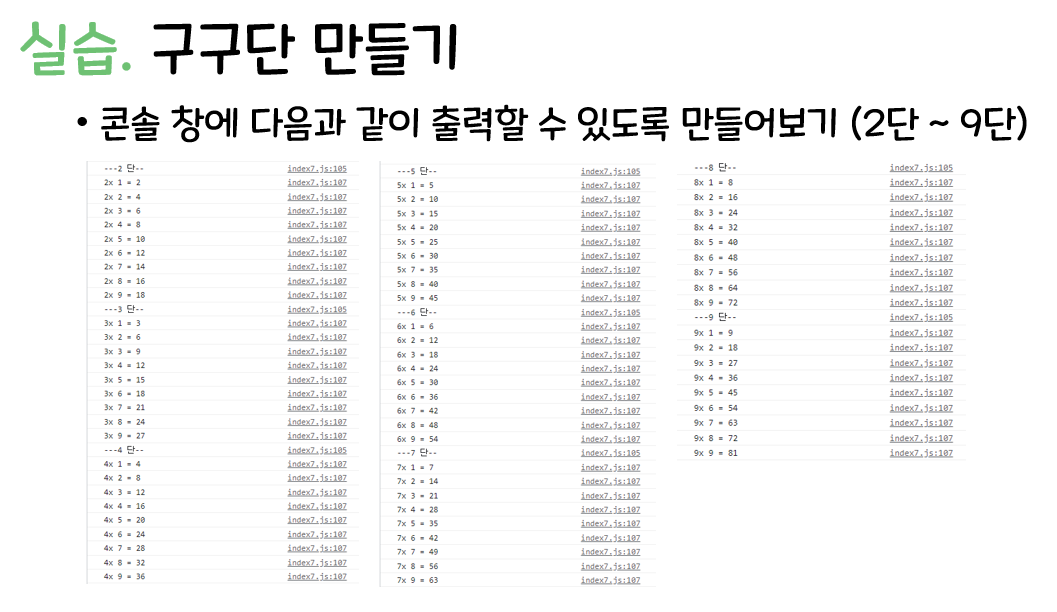 실습. 구구단 만들기
• 콘솔 창에 다음과 같이 출력할 수 있도록 만들어보기 (2단 ~ 9단)
---2 단-- index7.js:105
2x 1 = 2 index7.js:107
2x 2 = 4 index7.js:107
2x 3 = 6 index7.js:107
2x 4 = 8 index7.js:107
2x 5 = 10 index7.js:107
2x 6 = 12 index7.js:107
2x 7 = 14 index7.js:107
2x 8 = 16 index7.js:107
2x 9 = 18 index7.js:107
---3 단-- index7.js:105
3x 1 = 3 index7.js:107
3x 2 = 6 index7.js:107
3x 3 = 9 index7.js:107
3x 4 = 12 index7.js:107
3x 5 = 15 index7.js:107
3x 6 = 18 index7.js:107
3x 7 = 21 index7.js:107
3x 8 = 24 index7.js:107
3x 9 = 27 index7.js:107
---4 단-- index7.js:105
4x 1 = 4 index7.js:107
4x 2 = 8 index7.js:107
4x 3 = 12 index7.js:107
4x 4 = 16 index7.js:107
4x 5 = 20 index7.js:107
4x 6 = 24 index7.js:107
4x 7 = 28 index7.js:107
4x 8 = 32 index7.js:107
4x 9 = 36 index7.js:107
---5 단-- index7.js:105
5x 1 = 5 index7.js:107
5x 2 = 10 index7.js:107
5x 3 = 15 index7.js:107
5x 4 = 20 index7.js:107
5x 5 = 25 index7.js:107
5x 6 = 30 index7.js:107
5x 7 = 35 index7.js:107
5x 8 = 40 index7.js:107
5x 9 = 45 index7.js:107
---6 단-- index7.js:105
6x 1 = 6 index7.js:107
6x 2 = 12 index7.js:107
6x 3 = 18 index7.js:107
6x 4 = 24 index7.js:107
6x 5 = 30 index7.js:107
6x 6 = 36 index7.js:107
6x 7 = 42 index7.js:107
6x 8 = 48 index7.js:107
6x 9 = 54 index7.js:107
---7 단-- index7.js:105
7x 1 = 7 index7.js:107
7x 2 = 14 index7.js:107
7x 3 = 21 index7.js:107
7x 4 = 28 index7.js:107
7x 5 = 35 index7.js:107
7x 6 = 42 index7.js:107
7x 7 = 49 index7.js:107
7x 8 = 56 index7.js:107
7x 9 = 63 index7.js:107
---8 단-- index7.js:105
8x 1 = 8 index7.js:107
8x 2 = 16 index7.js:107
8x 3 = 24 index7.js:107
8x 4 = 32 index7.js:107
8x 5 = 40 index7.js:107
8x 6 = 48 index7.js:107
8x 7 = 56 index7.js:107
8x 8 = 64 index7.js:107
8x 9 = 72 index7.js:107
---9 단-- index7.js:105
9x 1 = 9 index7.js:107
9x 2 = 18 index7.js:107
9x 3 = 27 index7.js:107
9x 4 = 36 index7.js:107
9x 5 = 45 index7.js:107
9x 6 = 54 index7.js:107
9x 7 = 63 index7.js:107
9x 8 = 72 index7.js:107
9x 9 = 81 index7.js:107